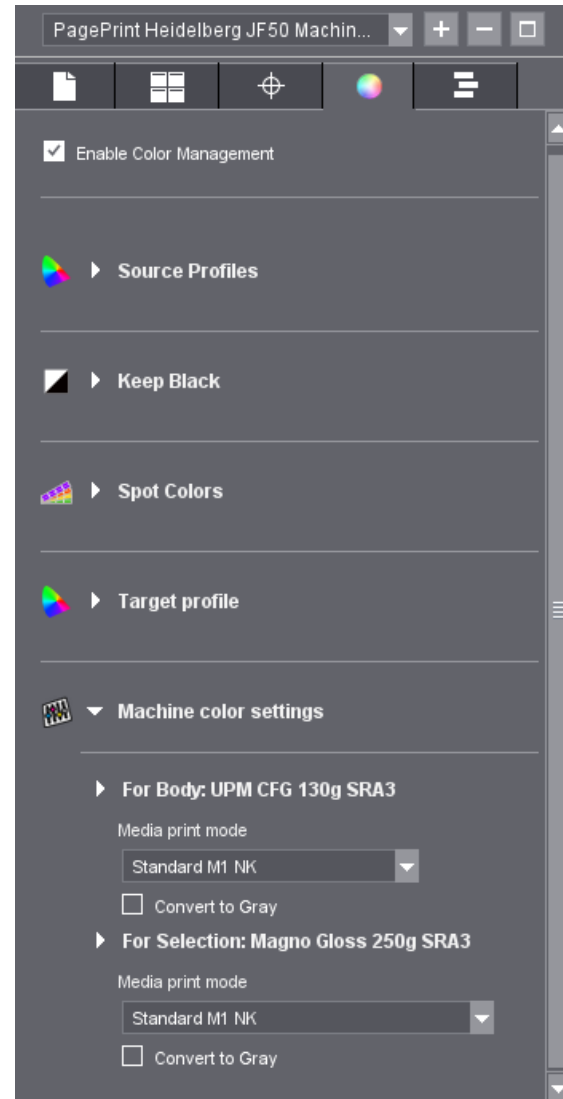 PagePrint Heidelberg JF50 Machin...
Enable Color Management
Source Profiles
Keep Black
Spot Colors
Target profile
Machine color settings
For Body: UPM CFG 130g SRA3
Media print mode
Standard M1 NK
Convert to Gray
For Selection: Magno Gloss 250g SRA3
Media print mode
Standard M1 NK
Convert to Gray